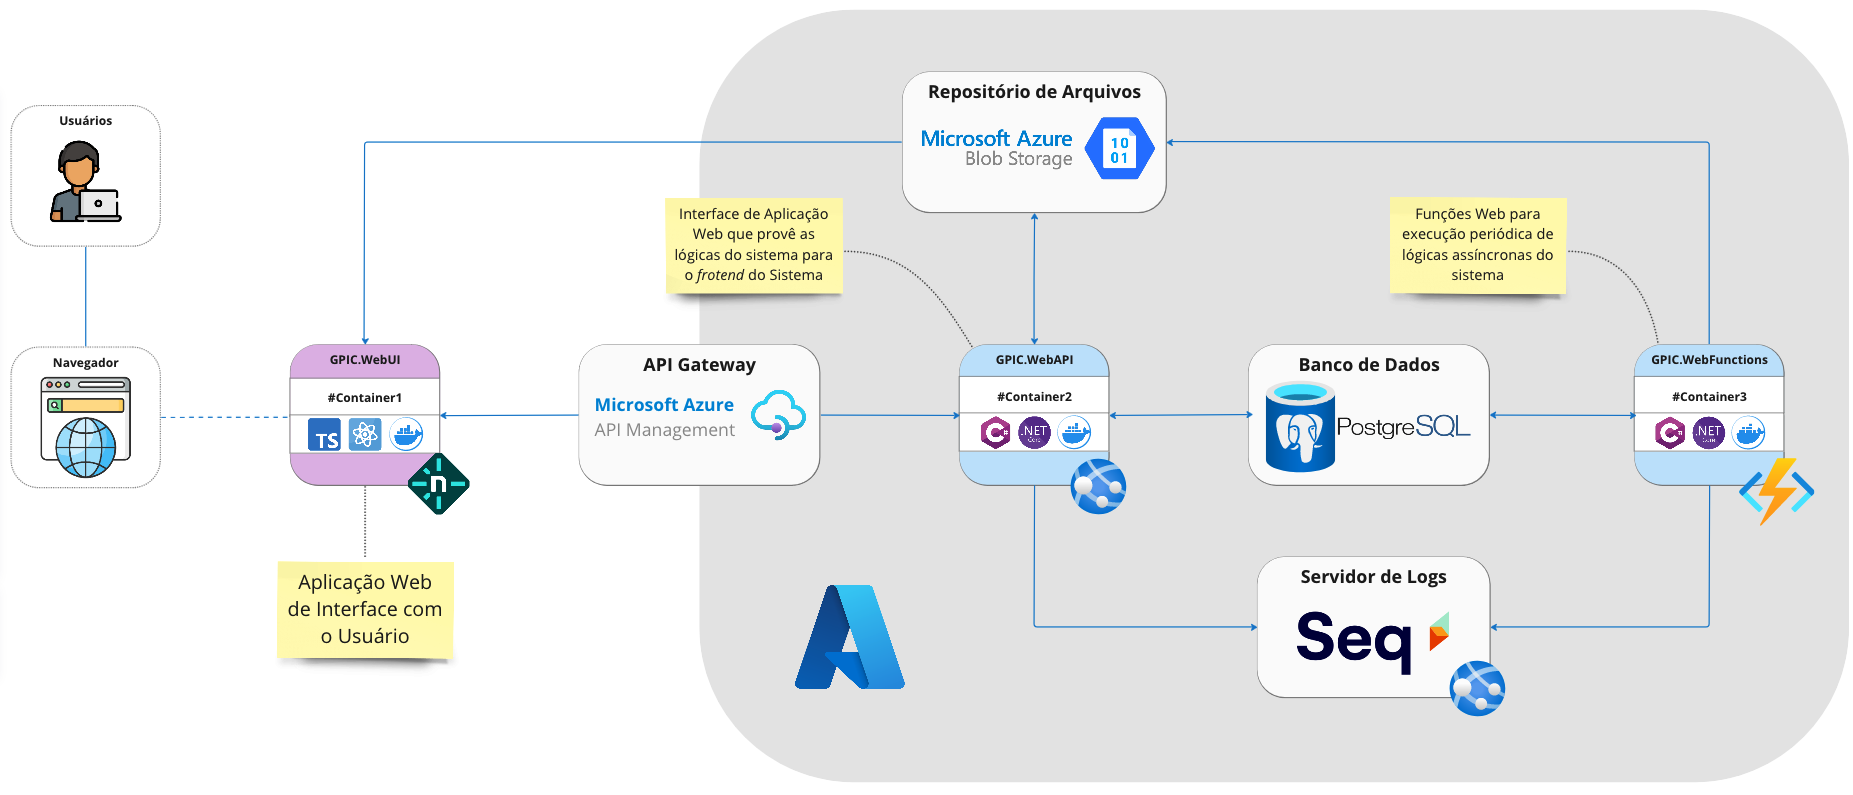 Usuários
Navegador
GPIC.WebUI
#Container1
TS
n
Aplicação Web
de Interface com
o Usuário
Repositório de Arquivos
Microsoft Azure
Blob Storage
10
01
Interface de Aplicação
Web que provê as
lógicas do sistema para
o frotend do Sistema
API Gateway
Microsoft Azure
API Management
GPIC.WebAPI
#Container2
C#
.NET
Core
Banco de Dados
PostgreSQL
Funções Web para
execução periódica de
lógicas assíncronas do
sistema
GPIC.WebFunctions
#Container3
C#
.NET
Core
Servidor de Logs
Seq